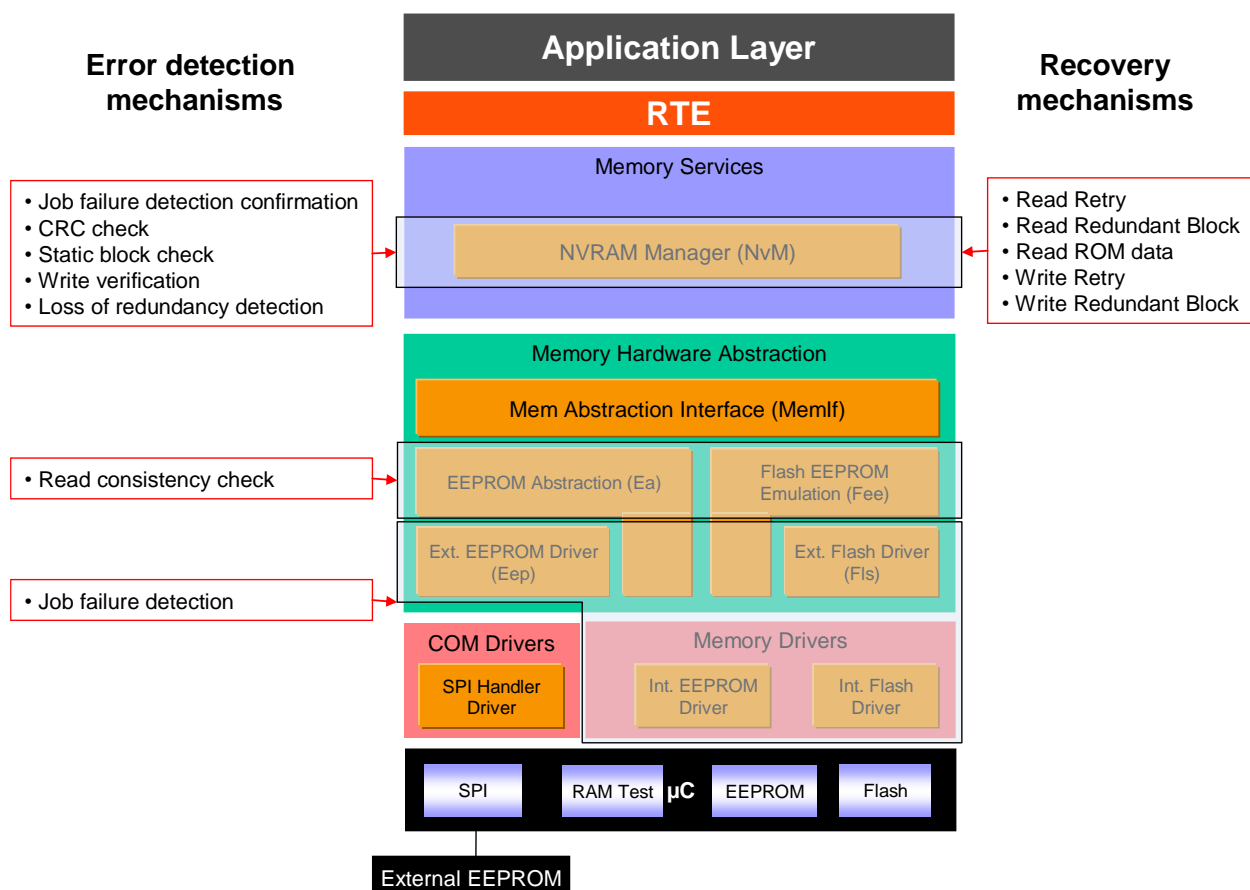 Application Layer
Error detection
mechanisms
Recovery
mechanisms
RTE
Memory Services
• Job failure detection confirmation
• CRC check
• Static block check
• Write verification
• Loss of redundancy detection
NVRAM Manager (NvM)
• Read Retry
• Read Redundant Block
• Read ROM data
• Write Retry
• Write Redundant Block
Memory Hardware Abstraction
Mem Abstraction Interface (MemIf)
• Read consistency check
EEPROM Abstraction (Ea)
Flash EEPROM
Emulation (Fee)
Ext. EEPROM Driver
(Eep)
Ext. Flash Driver
(Fls)
• Job failure detection
COM Drivers
Memory Drivers
SPI Handler
Driver
Int. EEPROM
Driver
Int. Flash
Driver
SPI
RAM Test
µC
EEPROM
Flash
External EEPROM